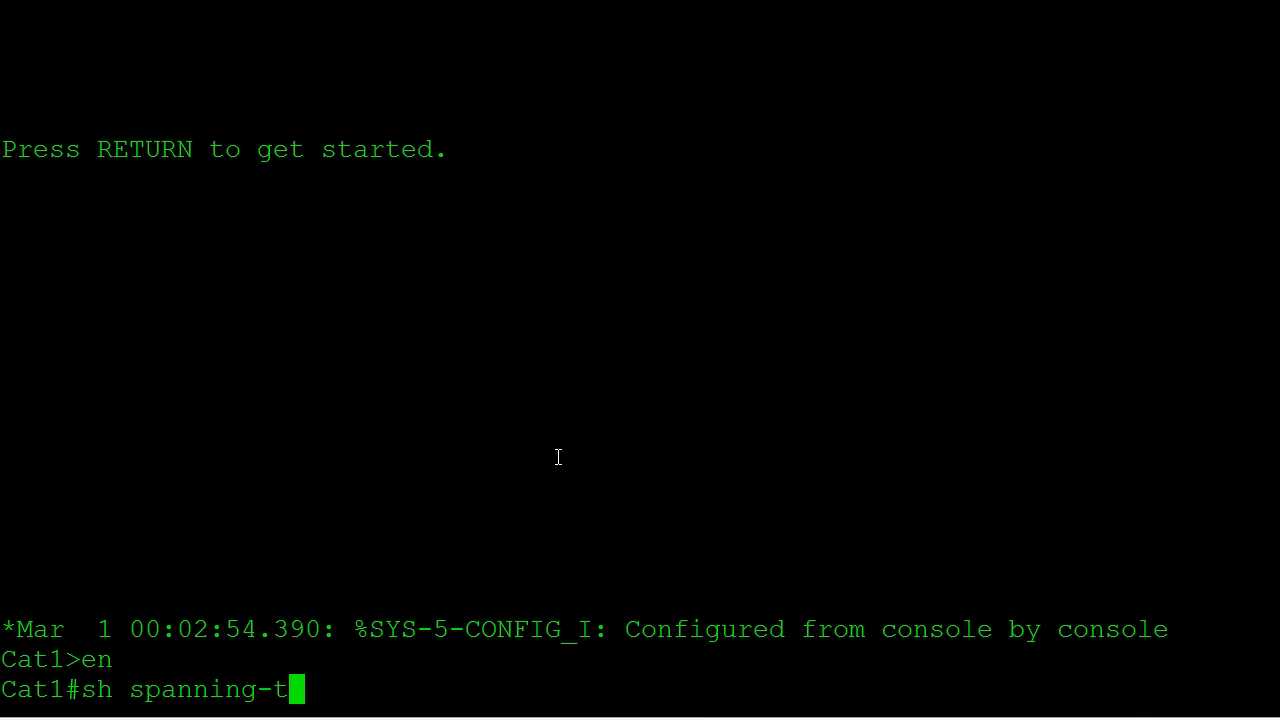 Press RETURN to get started.
*Mar  1 00:02:54.390: %SYS-5-CONFIG_I: Configured from console by console
Cat1>en
Cat1#sh spanning-t